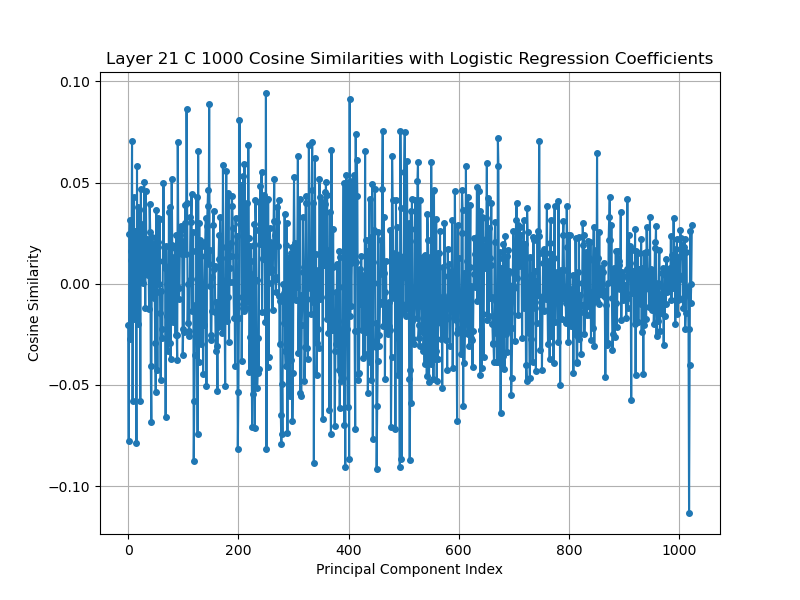 Layer 21 C 1000 Cosine Similarities with Logistic Regression Coefficients
0.10
0.05
0.00
−0.05
−0.10
Cosine Similarity
0 200 400 600 800 1000
Principal Component Index